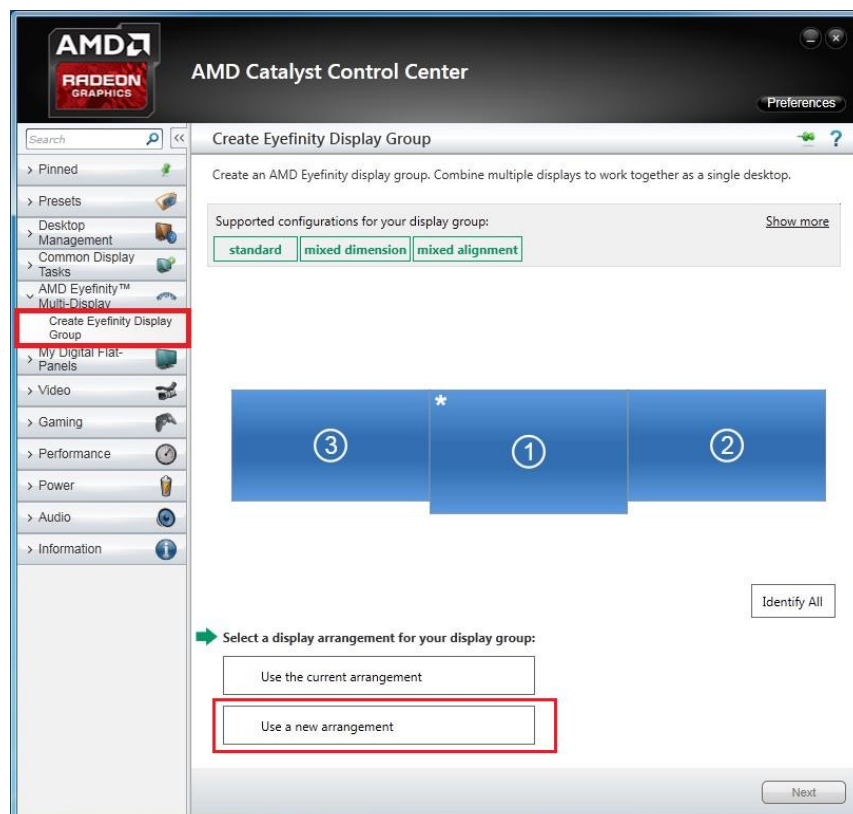 AMD
RADEON
GRAPHICS
AMD Catalyst Control Center
Preferences
Search
«
Create Eyefinity Display Group
?
> Pinned
Create an AMD Eyefinity display group. Combine multiple displays to work together as a single desktop.
> Presets
> Desktop
Management
> Common Display
Tasks
AMD Eyefinity™
Multi-Display
Create Eyefinity Display
Group
> My Digital Flat-
Panels
> Video
> Gaming
> Performance
> Power
> Audio
> Information
Supported configurations for your display group:
Show more
standard
mixed dimension
mixed alignment
*
3
1
2
Identify All
Select a display arrangement for your display group:
Use the current arrangement
Use a new arrangement
Next